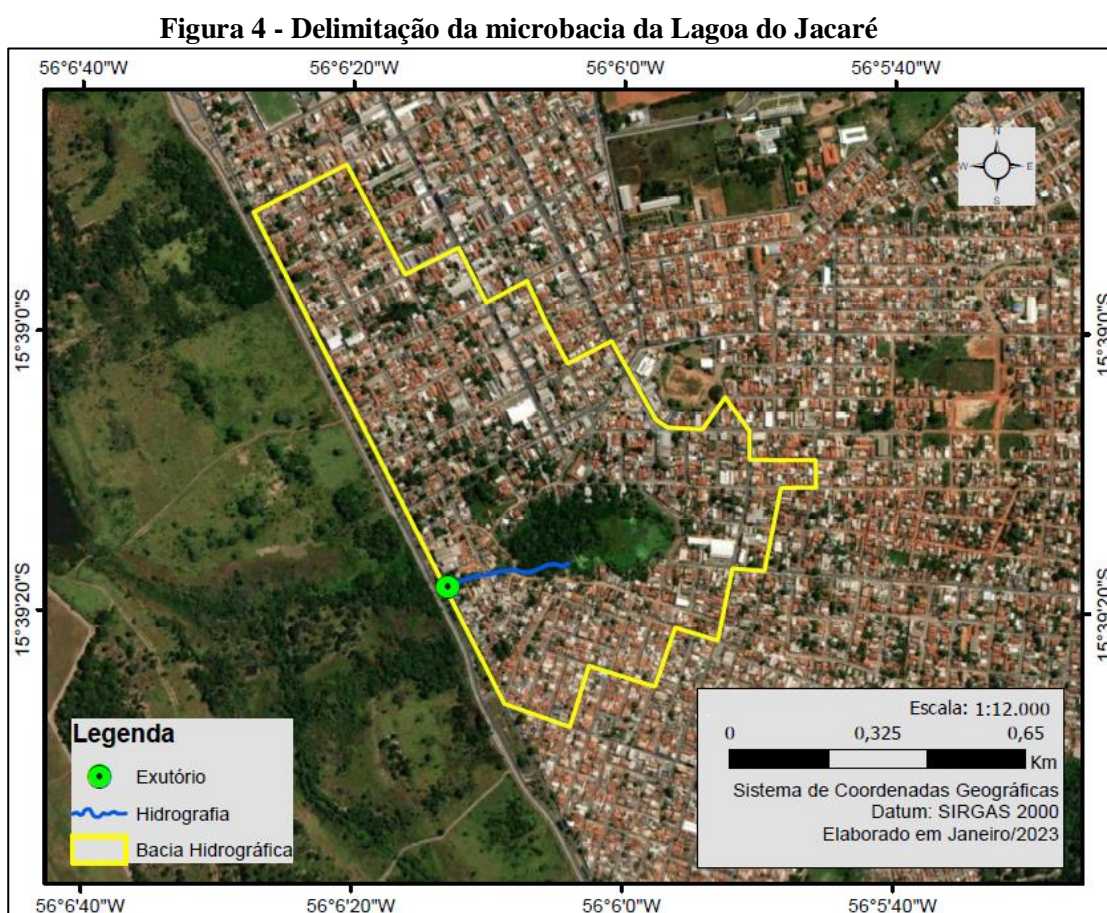 Figura 4 - Delimitação da microbacia da Lagoa do Jacaré
56°6'40"W 56°6'20"W 56°6'0"W 56°5'40"W
N
W E
S
15°39'0"S 15°39'0"S
15°39'20"S 15°39'20"S
Legenda
Exutório
Hidrografia
Bacia Hidrográfica
Escala: 1:12.000
0 0,325 0,65
Km
Sistema de Coordenadas Geográficas
Datum: SIRGAS 2000
Elaborado em Janeiro/2023
56°6'40"W 56°6'20"W 56°6'0"W 56°5'40"W